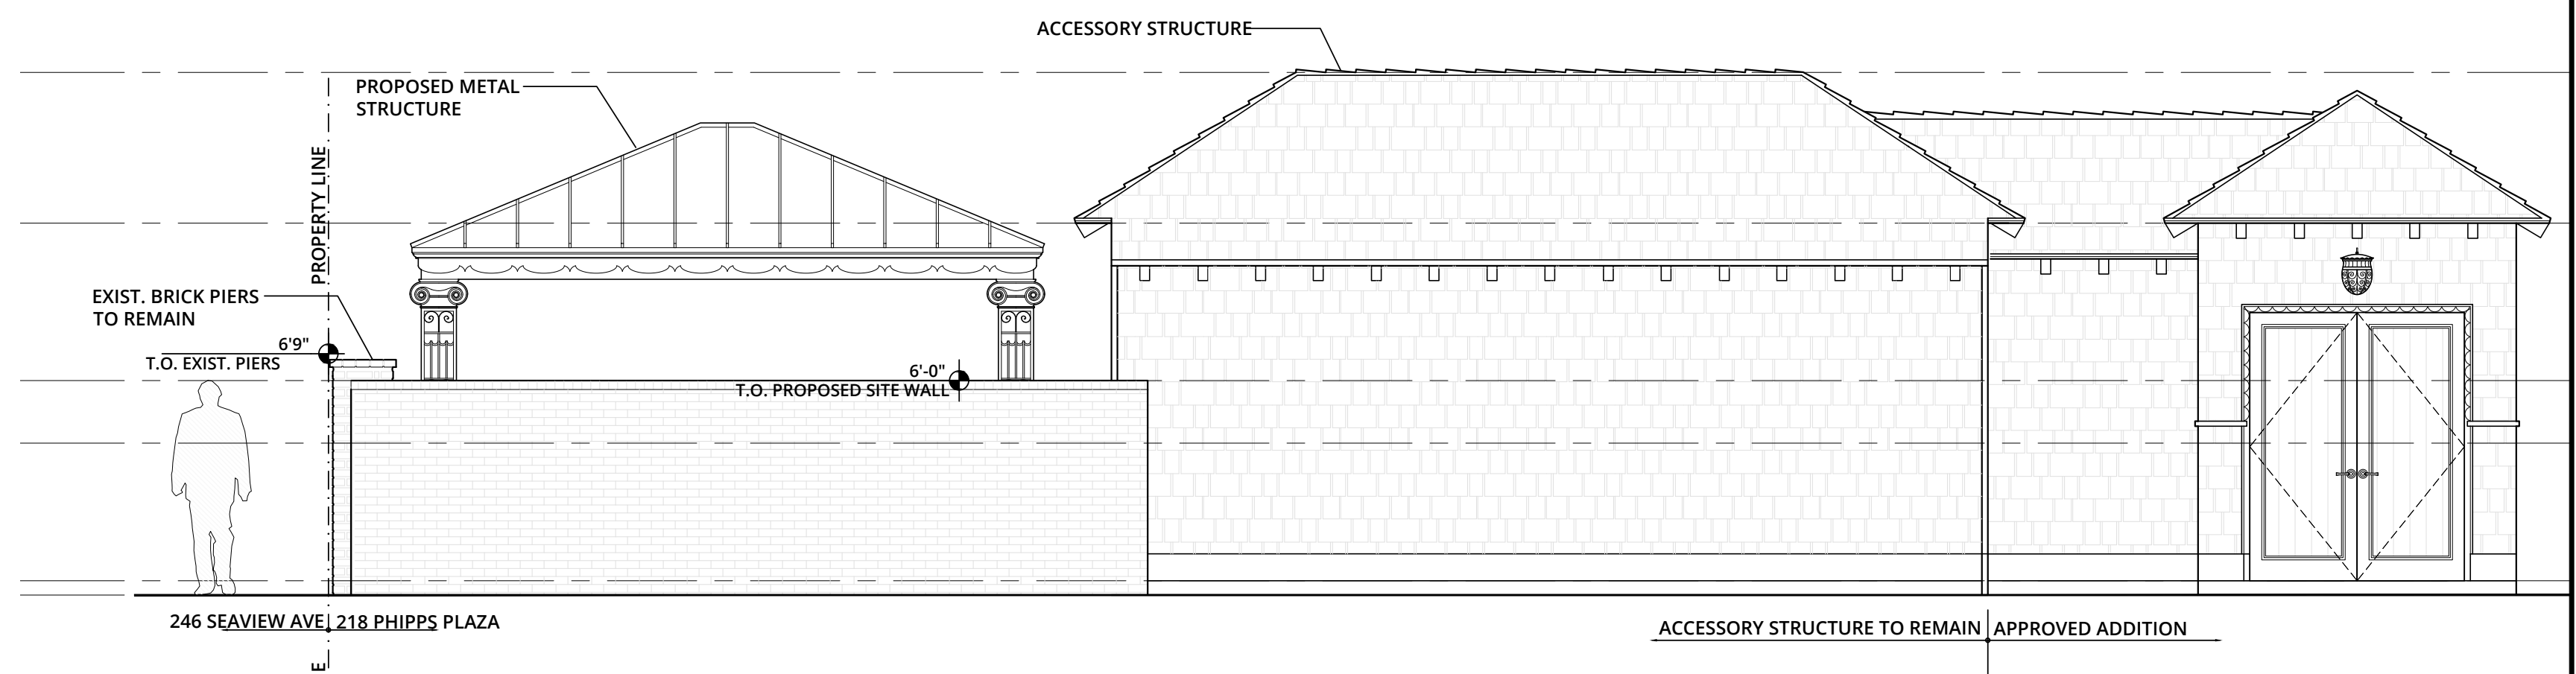 ACCESSORY STRUCTURE
PROPOSED METAL
STRUCTURE
PROPERTY LINE
EXIST. BRICK PIERS
TO REMAIN
6'9"
T.O. EXIST. PIERS
6'-0"
T.O. PROPOSED SITE WALL
246 SEAVIEW AVE
218 PHIPPS PLAZA
ACCESSORY STRUCTURE TO REMAIN
APPROVED ADDITION
E